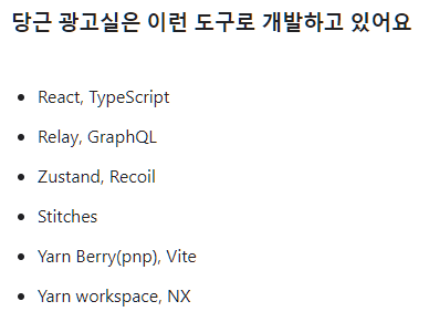 당근 광고실은 이런 도구로 개발하고 있어요
• React, TypeScript
• Relay, GraphQL
• Zustand, Recoil
• Stitches
• Yarn Berry(pnp), Vite
• Yarn workspace, NX